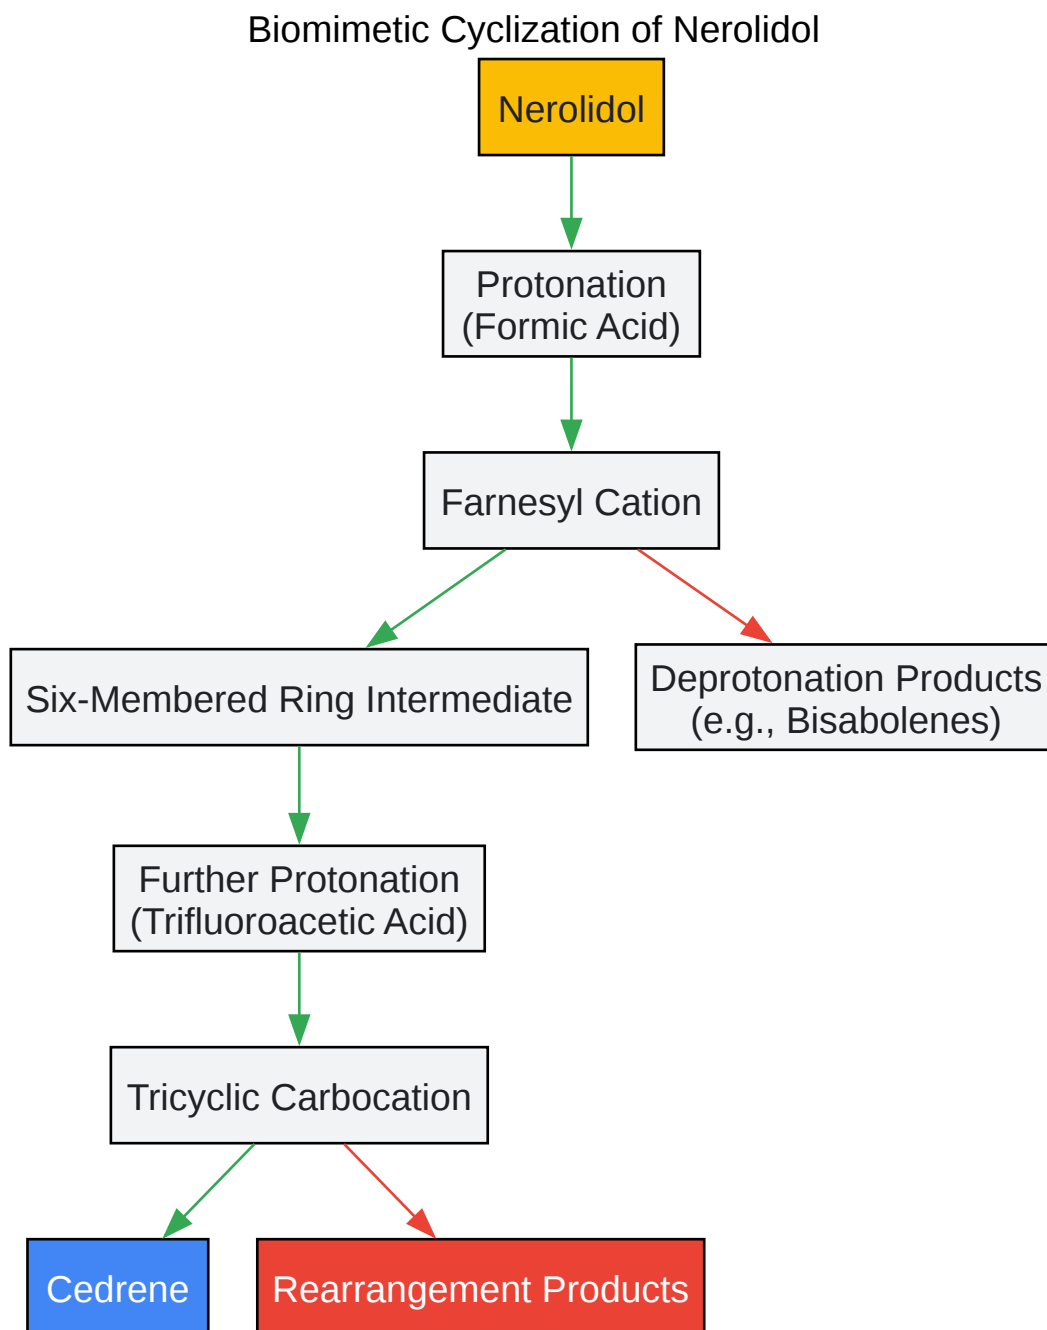 Biomimetic Cyclization of Nerolidol
Nerolidol
Protonation
(Formic Acid)
Farnesyl Cation
Six-Membered Ring Intermediate
Deprotonation Products
(e.g., Bisabolenes)
Further Protonation
(Trifluoroacetic Acid)
Tricyclic Carbocation
Cedrene
Rearrangement Products